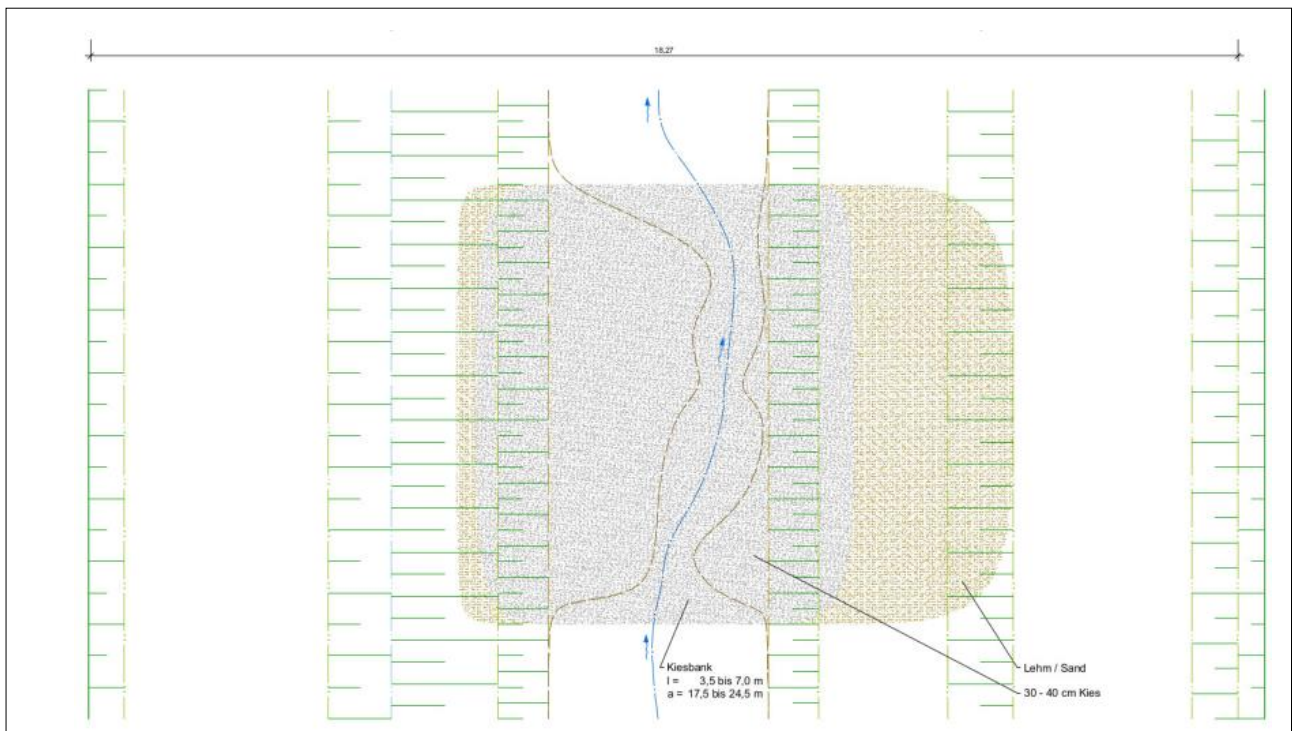 18,27
Kiesbank
l = 3,5 bis 7,0 m
a = 17,5 bis 24,5 m
Lehm / Sand
30 - 40 cm Kies